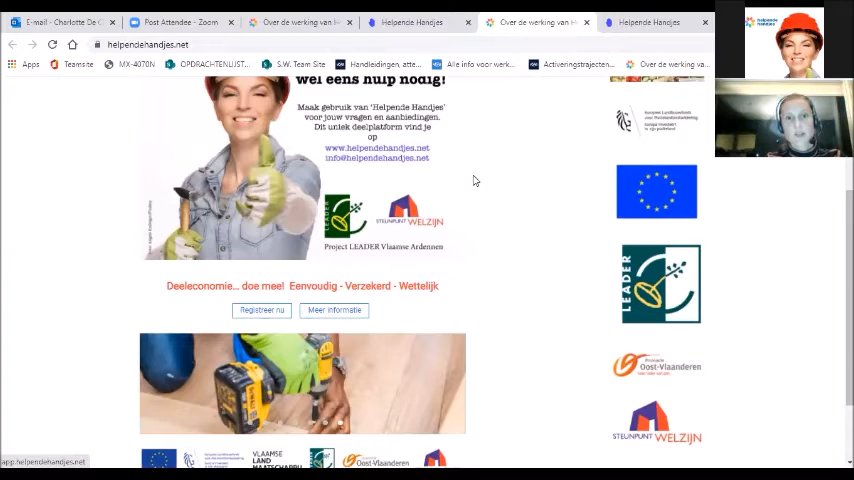 E-mail - Charlotte De C
Post Attendee - Zoom
Over de werking van H
Helpende Handjes
Over de werking van H
Helpende Handjes
helpendehandjes.net
Apps
Teamsite
MX-4070N
OPDRACHTENLIJST...
S.W. Team Site
Handleidingen, atte...
Alle info voor werk...
Activeringstrajecten...
Over de werking va...
wel eens hulp nodig!
Maak gebruik van 'Helpende Handjes'
voor jouw vragen en aanbiedingen.
Dit uniek deelplatform vind je
op
www.helpendehandjes.net
info@helpendehandjes.net
LEADER
STEUNPUNT WELZIJN
Project LEADER Vlaamse Ardennen
Deeleconomie... doe mee! Eenvoudig - Verzekerd - Wettelijk
Registreer nu
Meer informatie
VLAAMSE
LAND
MAATSCHAPPIJ
Oost-Vlaanderen
LEADER
Provincie
Oost-Vlaanderen
STEUNPUNT WELZIJN
app.helpendehandjes.net
helpende
handjes